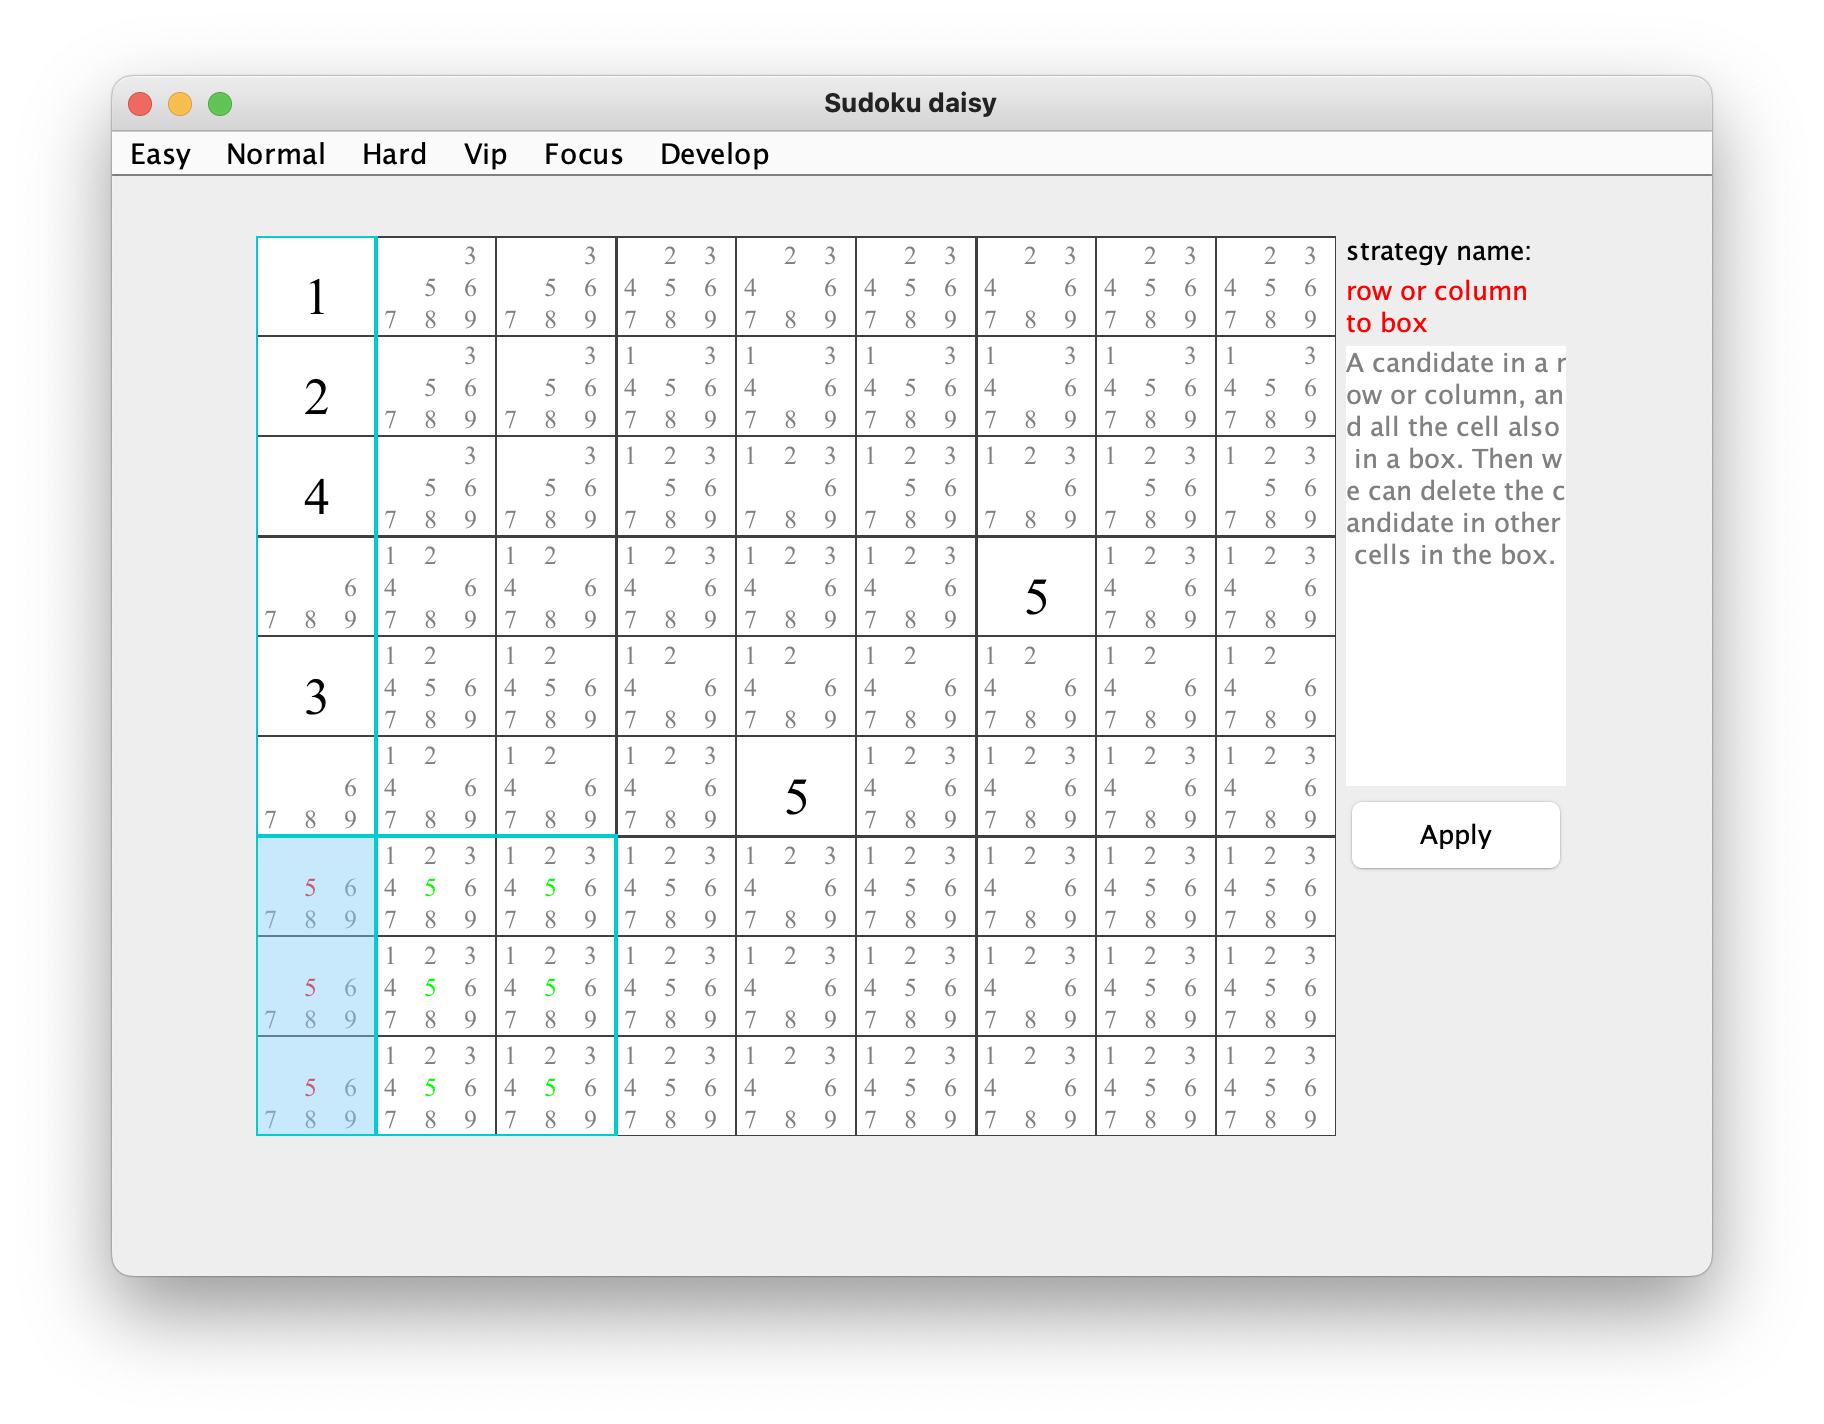 Sudoku daisy
Easy Normal Hard Vip Focus Develop
3 3 2 3 2 3 2 3 2 3 2 3 2 3
1 5 6 5 6 4 5 6 4 6 4 5 6 4 6 4 5 6 4 5 6
7 8 9 7 8 9 7 8 9 7 8 9 7 8 9 7 8 9 7 8 9 7 8 9
3 3 1 3 1 3 1 3 1 3 1 3 1 3
2 5 6 5 6 4 5 6 4 6 4 5 6 4 6 4 5 6 4 5 6
7 8 9 7 8 9 7 8 9 7 8 9 7 8 9 7 8 9 7 8 9 7 8 9
3 3 1 2 3 1 2 3 1 2 3 1 2 3 1 2 3 1 2 3
4 5 6 5 6 5 6 6 5 6 6 5 6 5 6
7 8 9 7 8 9 7 8 9 7 8 9 7 8 9 7 8 9 7 8 9 7 8 9
1 2 1 2 1 2 3 1 2 3 1 2 3 1 2 3 1 2 3
6 4 6 4 6 4 6 4 6 4 6 5 4 6 4 6
7 8 9 7 8 9 7 8 9 7 8 9 7 8 9 7 8 9 7 8 9 7 8 9
1 2 1 2 1 2 1 2 1 2 1 2 1 2 1 2
3 4 5 6 4 5 6 4 6 4 6 4 6 4 6 4 6 4 6
7 8 9 7 8 9 7 8 9 7 8 9 7 8 9 7 8 9 7 8 9 7 8 9
1 2 1 2 1 2 3 1 2 3 1 2 3 1 2 3 1 2 3
6 4 6 4 6 4 6 5 4 6 4 6 4 6 4 6
7 8 9 7 8 9 7 8 9 7 8 9 7 8 9 7 8 9 7 8 9 7 8 9
1 2 3 1 2 3 1 2 3 1 2 3 1 2 3 1 2 3 1 2 3 1 2 3
5 6 4 5 6 4 5 6 4 5 6 4 6 4 5 6 4 6 4 5 6 4 5 6
7 8 9 7 8 9 7 8 9 7 8 9 7 8 9 7 8 9 7 8 9 7 8 9 7 8 9
1 2 3 1 2 3 1 2 3 1 2 3 1 2 3 1 2 3 1 2 3 1 2 3
5 6 4 5 6 4 5 6 4 5 6 4 6 4 5 6 4 6 4 5 6 4 5 6
7 8 9 7 8 9 7 8 9 7 8 9 7 8 9 7 8 9 7 8 9 7 8 9 7 8 9
1 2 3 1 2 3 1 2 3 1 2 3 1 2 3 1 2 3 1 2 3 1 2 3
5 6 4 5 6 4 5 6 4 5 6 4 6 4 5 6 4 6 4 5 6 4 5 6
7 8 9 7 8 9 7 8 9 7 8 9 7 8 9 7 8 9 7 8 9 7 8 9 7 8 9
strategy name:
row or column
to box
A candidate in a r
ow or column, an
d all the cell also
in a box. Then w
e can delete the c
andidate in other
cells in the box.
Apply